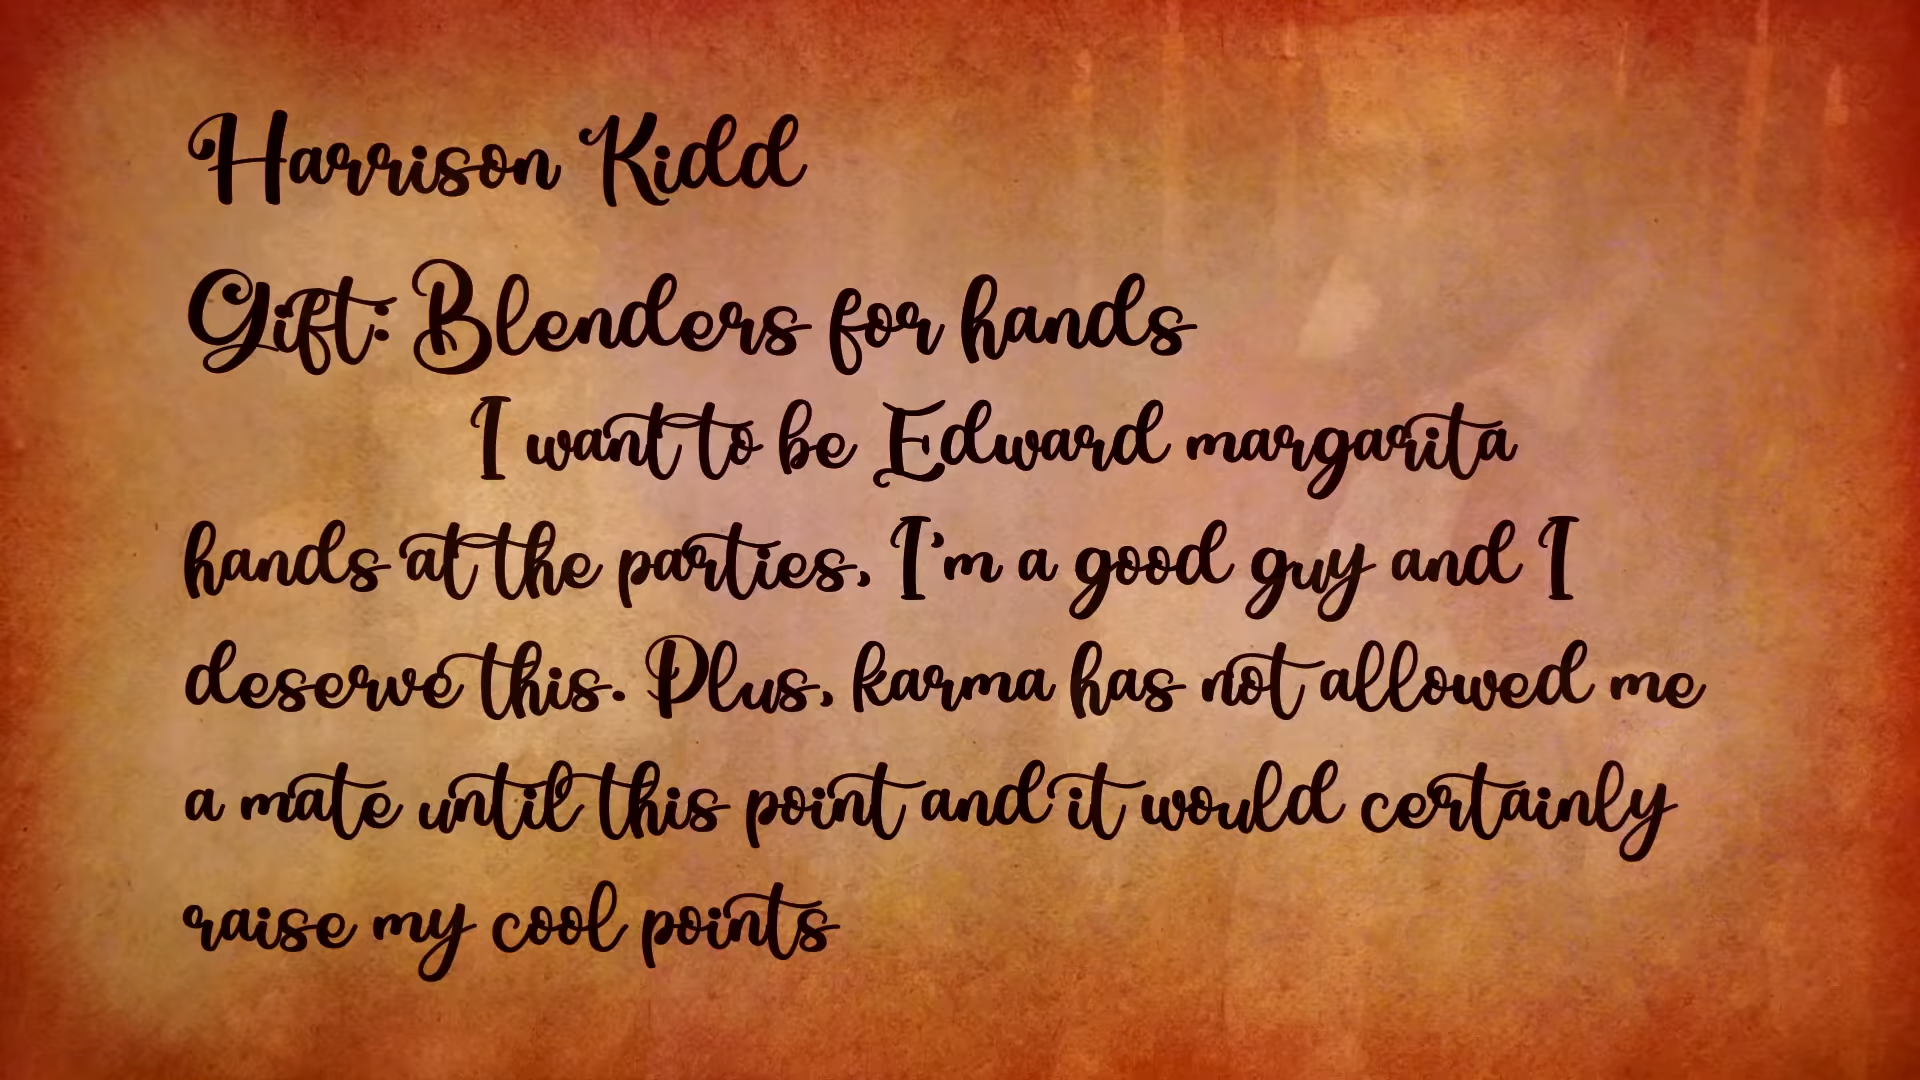 Harrison Kidd
Gift: Blenders for hands
I want to be Edward margarita
hands at the parties, I'm a good guy and I
deserve this. Plus, karma has not allowed me
a mate until this point and it would certainly
raise my cool points